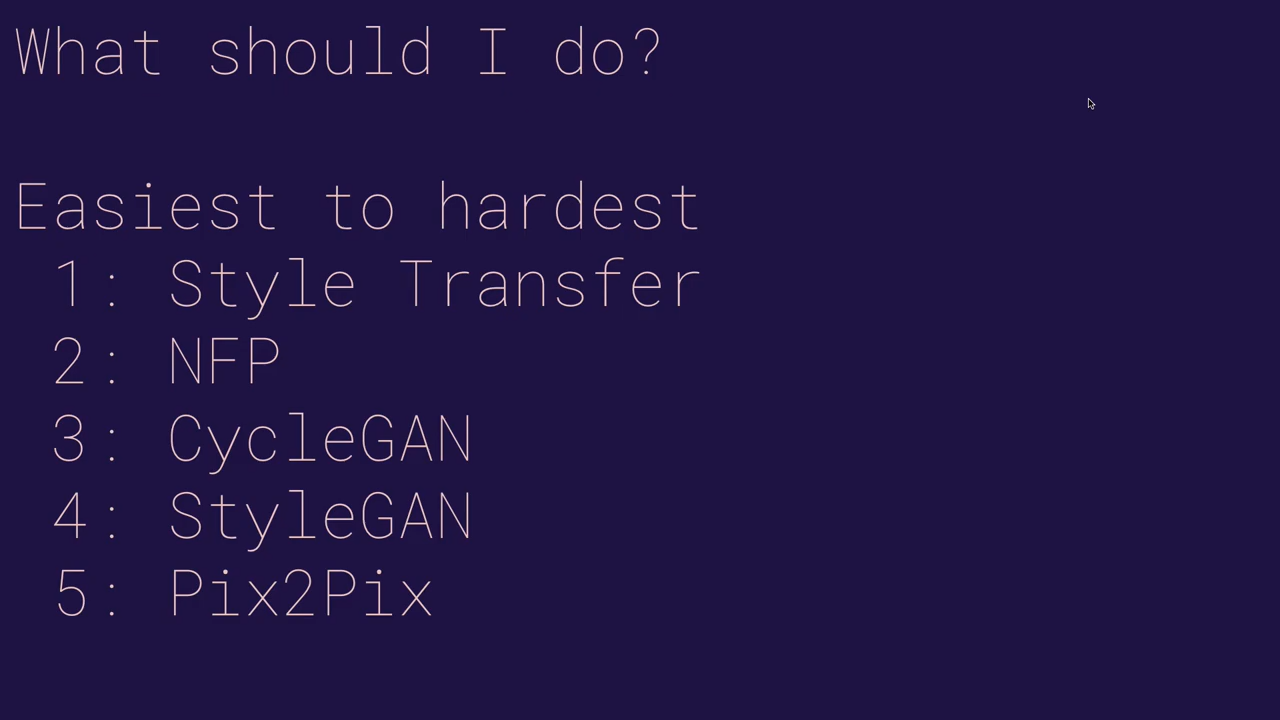 What should I do?
Easiest to hardest
1: Style Transfer
2: NFP
3: CycleGAN
4: StyleGAN
5: Pix2Pix